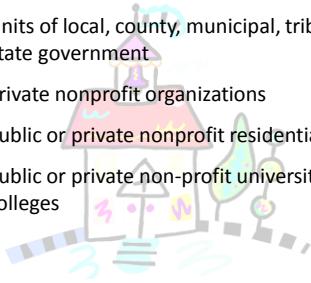 nits of local, county, municipal, trib
tate government
rivate nonprofit organizations
ublic or private nonprofit residentia
ublic or private non-profit universit
olleges